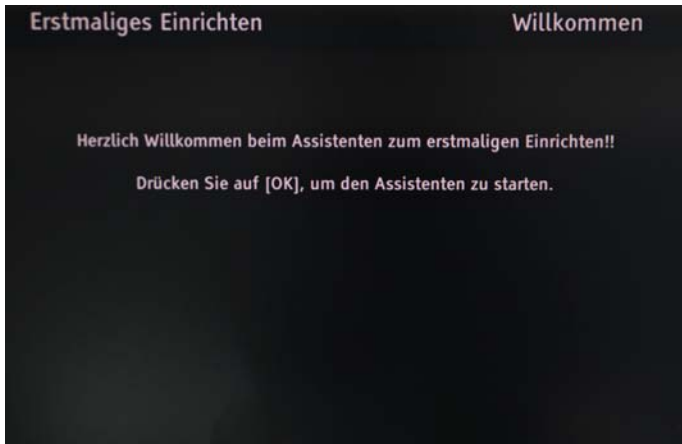 Erstmaliges Einrichten
Willkommen
Herzlich Willkommen beim Assistenten zum erstmaligen Einrichten!!
Drücken Sie auf [OK], um den Assistenten zu starten.